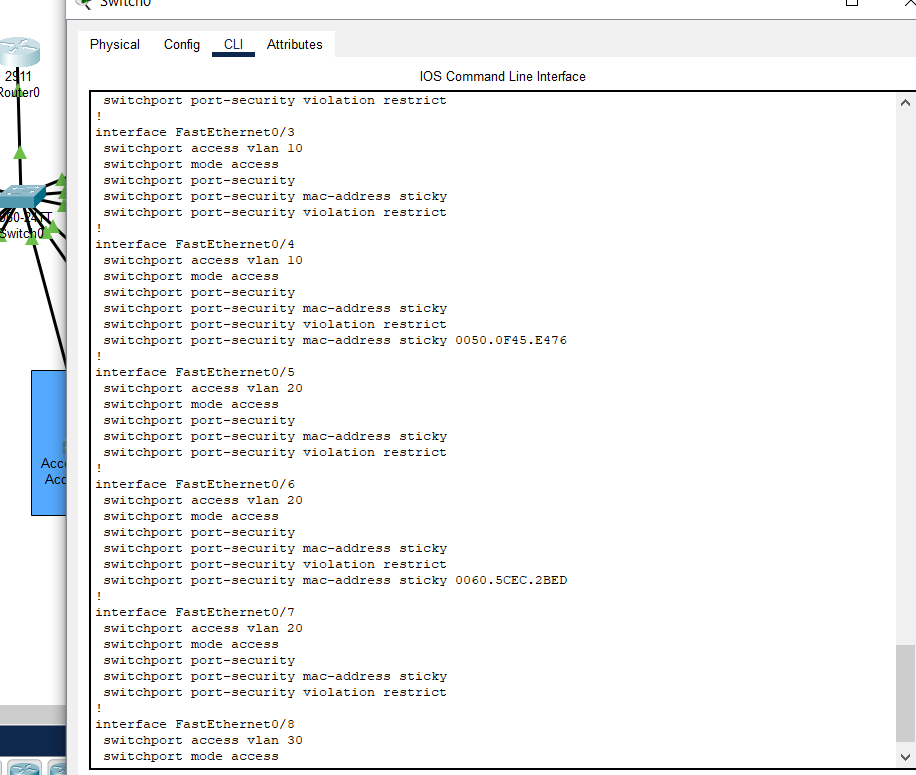 Switch0
Physical Config CLI Attributes
2911
Router0
IOS Command Line Interface
switchport port-security violation restrict
!
interface FastEthernet0/3
switchport access vlan 10
switchport mode access
switchport port-security
switchport port-security mac-address sticky
switchport port-security violation restrict
!
interface FastEthernet0/4
switchport access vlan 10
switchport mode access
switchport port-security
switchport port-security mac-address sticky
switchport port-security violation restrict
switchport port-security mac-address sticky 0050.0F45.E476
!
interface FastEthernet0/5
switchport access vlan 20
switchport mode access
switchport port-security
switchport port-security mac-address sticky
switchport port-security violation restrict
!
interface FastEthernet0/6
switchport access vlan 20
switchport mode access
switchport port-security
switchport port-security mac-address sticky
switchport port-security violation restrict
switchport port-security mac-address sticky 0060.5CEC.2BED
!
interface FastEthernet0/7
switchport access vlan 20
switchport mode access
switchport port-security
switchport port-security mac-address sticky
switchport port-security violation restrict
!
interface FastEthernet0/8
switchport access vlan 30
switchport mode access
Switch0
Acce
Acc